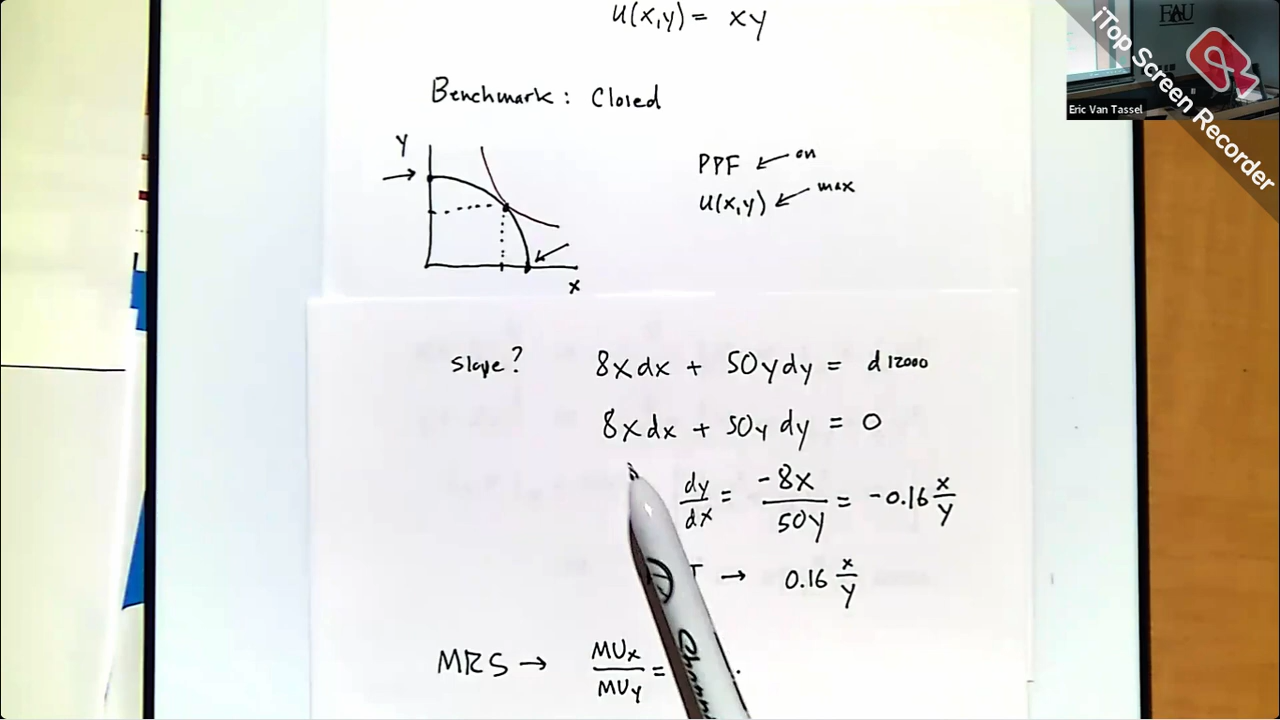 u(x,y) = xy
Benchmark: Closed
Y
PPF ← on
u(x,y) ← max
x
slope? 8x dx + 50y dy = d 12000
8x dx + 50y dy = 0
dy/dx = -8x/50y = -0.16 x/y
T → 0.16 x/y
MRS → MUx/MUy =
FAU
Eric Van Tassel
iTop Screen Recorder